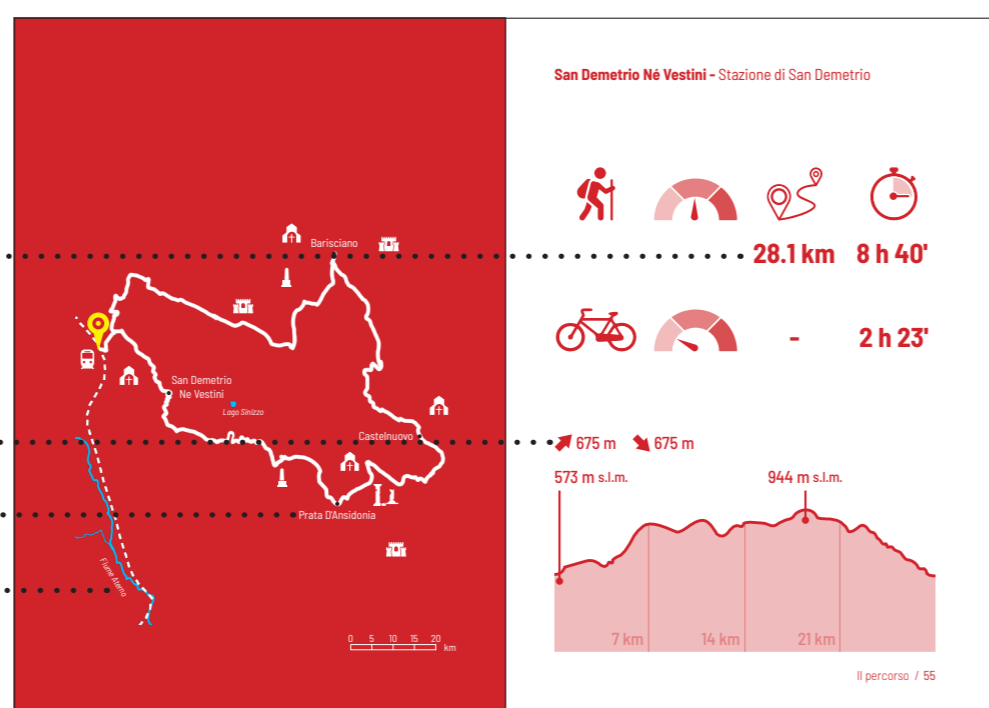 San Demetrio Né Vestini - Stazione di San Demetrio
Barisciano
San Demetrio
Ne Vestini
Lago Sinizzo
Castelnuovo
Prata D'Ansidonia
Fiume Aterno
0 5 10 15 20
km
28.1 km 8 h 40'
- 2 h 23'
675 m 675 m
573 m s.l.m. 944 m s.l.m.
7 km 14 km 21 km
Il percorso / 55